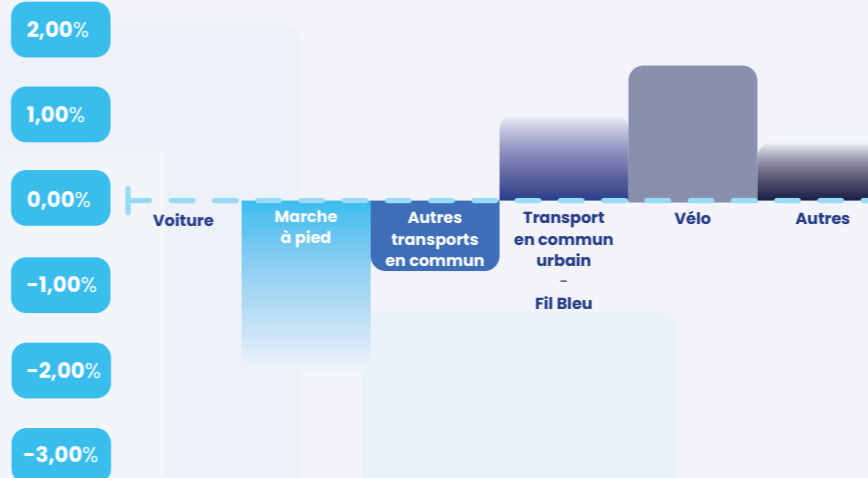 2,00%
1,00%
0,00%
−1,00%
−2,00%
−3,00%
Voiture
Marche
à pied
Autres
transports
en commun
Transport
en commun
urbain
–
Fil Bleu
Vélo
Autres